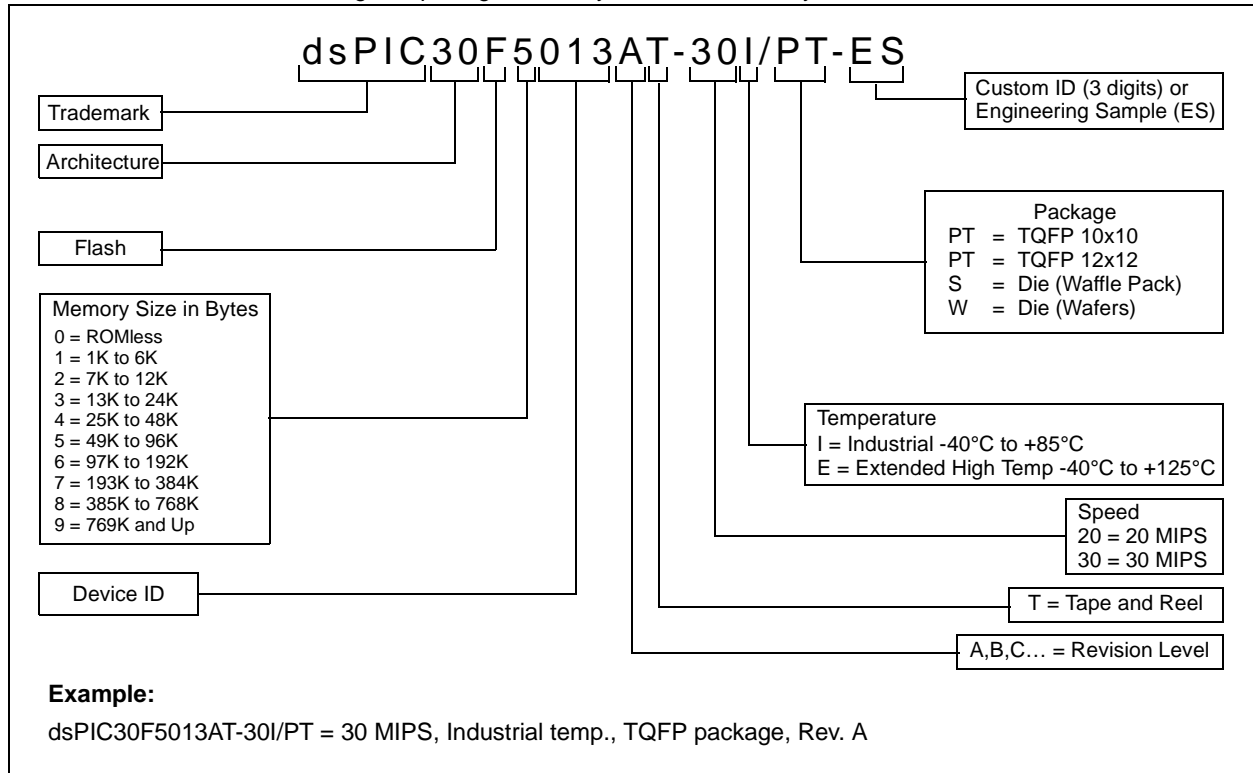 dsPIC30F5013AT-30I/PT-ES
Trademark
Architecture
Flash
Memory Size in Bytes
0 = ROMless
1 = 1K to 6K
2 = 7K to 12K
3 = 13K to 24K
4 = 25K to 48K
5 = 49K to 96K
6 = 97K to 192K
7 = 193K to 384K
8 = 385K to 768K
9 = 769K and Up
Device ID
Custom ID (3 digits) or
Engineering Sample (ES)
Package
PT = TQFP 10x10
PT = TQFP 12x12
S = Die (Waffle Pack)
W = Die (Wafers)
Temperature
I = Industrial -40°C to +85°C
E = Extended High Temp -40°C to +125°C
Speed
20 = 20 MIPS
30 = 30 MIPS
T = Tape and Reel
A,B,C… = Revision Level
Example:
dsPIC30F5013AT-30I/PT = 30 MIPS, Industrial temp., TQFP package, Rev. A